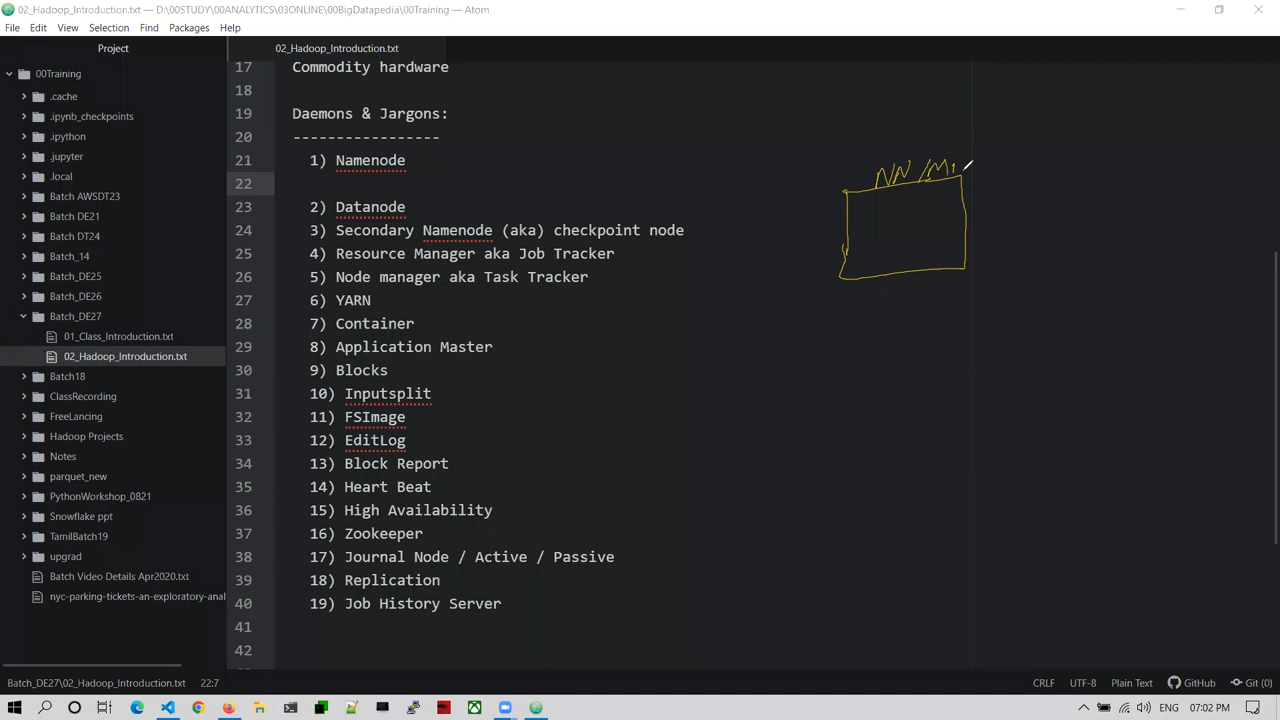 02_Hadoop_Introduction.txt — D:\00STUDY\00ANALYTICS\03ONLINE\00BigDatapedia\00Training — Atom
File Edit View Selection Find Packages Help
Project
02_Hadoop_Introduction.txt
00Training
.cache
.ipynb_checkpoints
.ipython
.jupyter
.local
Batch AWSDT23
Batch DE21
Batch DT24
Batch_14
Batch_DE25
Batch_DE26
Batch_DE27
01_Class_Introduction.txt
02_Hadoop_Introduction.txt
Batch18
ClassRecording
FreeLancing
Hadoop Projects
Notes
parquet_new
PythonWorkshop_0821
Snowflake ppt
TamilBatch19
upgrad
Batch Video Details Apr2020.txt
nyc-parking-tickets-an-exploratory-anal
17 Commodity hardware
18
19 Daemons & Jargons:
20 -----------------
21 1) Namenode
22
23 2) Datanode
24 3) Secondary Namenode (aka) checkpoint node
25 4) Resource Manager aka Job Tracker
26 5) Node manager aka Task Tracker
27 6) YARN
28 7) Container
29 8) Application Master
30 9) Blocks
31 10) Inputsplit
32 11) FSImage
33 12) EditLog
34 13) Block Report
35 14) Heart Beat
36 15) High Availability
37 16) Zookeeper
38 17) Journal Node / Active / Passive
39 18) Replication
40 19) Job History Server
41
42
NN /M
Batch_DE27\02_Hadoop_Introduction.txt 22:7
CRLF UTF-8 Plain Text GitHub Git (0)
ENG 07:02 PM